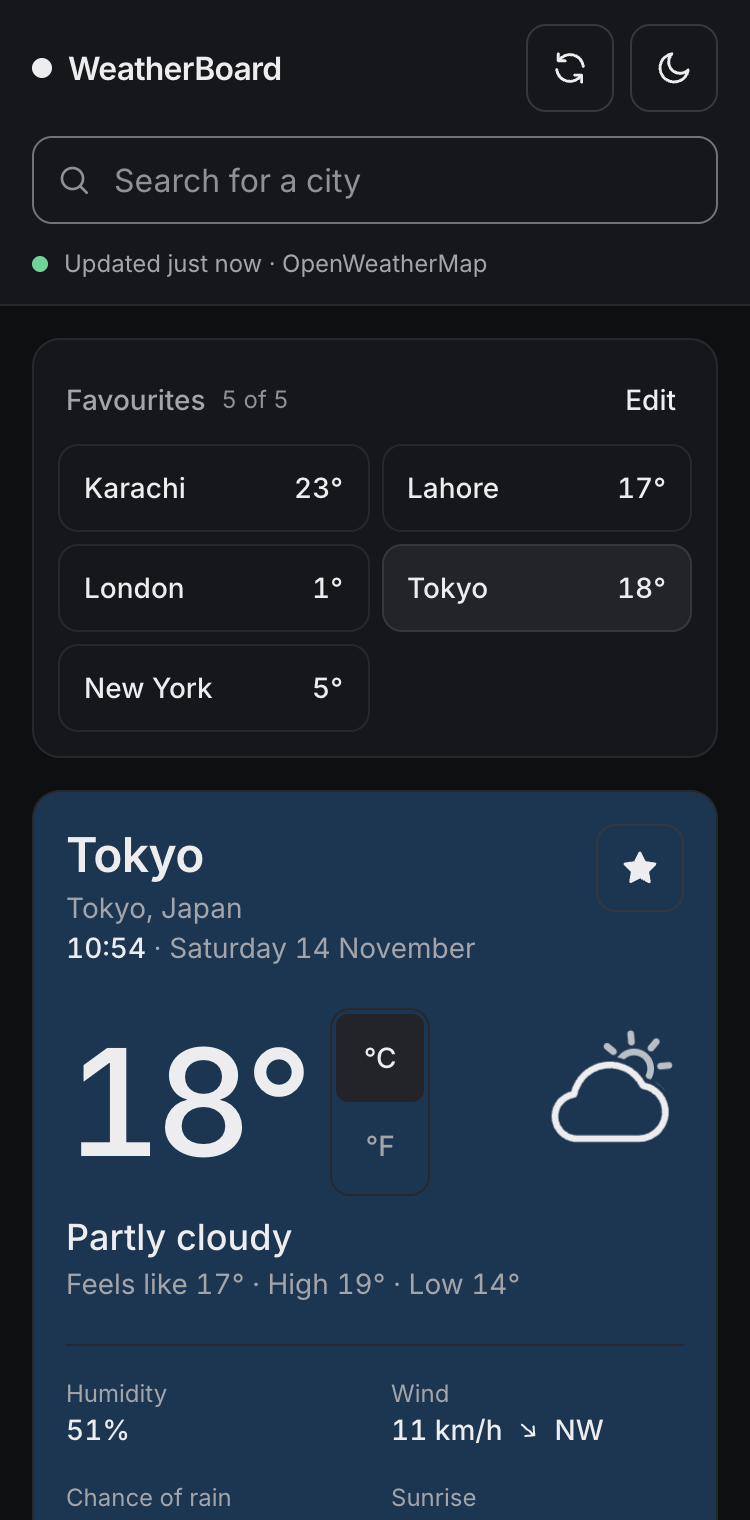 WeatherBoard
Search for a city
Updated just now · OpenWeatherMap
Favourites 5 of 5 Edit
Karachi 23° Lahore 17°
London 1° Tokyo 18°
New York 5°
Tokyo
Tokyo, Japan
10:54 · Saturday 14 November
18° °C
°F
Partly cloudy
Feels like 17° · High 19° · Low 14°
Humidity Wind
51% 11 km/h ↘ NW
Chance of rain Sunrise